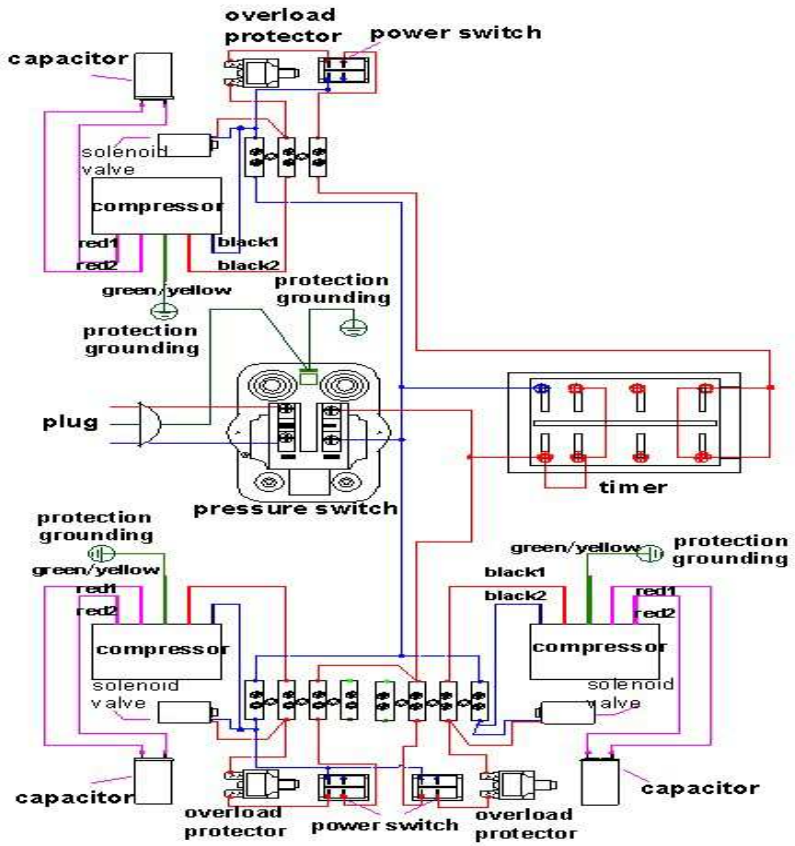 overload
protector
power switch
capacitor
solenoid
valve
compressor
red1
black1
red2
black2
green/yellow
protection
grounding
protection
grounding
plug
pressure switch
timer
protection
grounding
green/yellow
red1
red2
compressor
solenoid
valve
capacitor
overload
protector
power switch
green/yellow
protection
grounding
black1
black2
red1
red2
compressor
solenoid
valve
capacitor
overload
protector